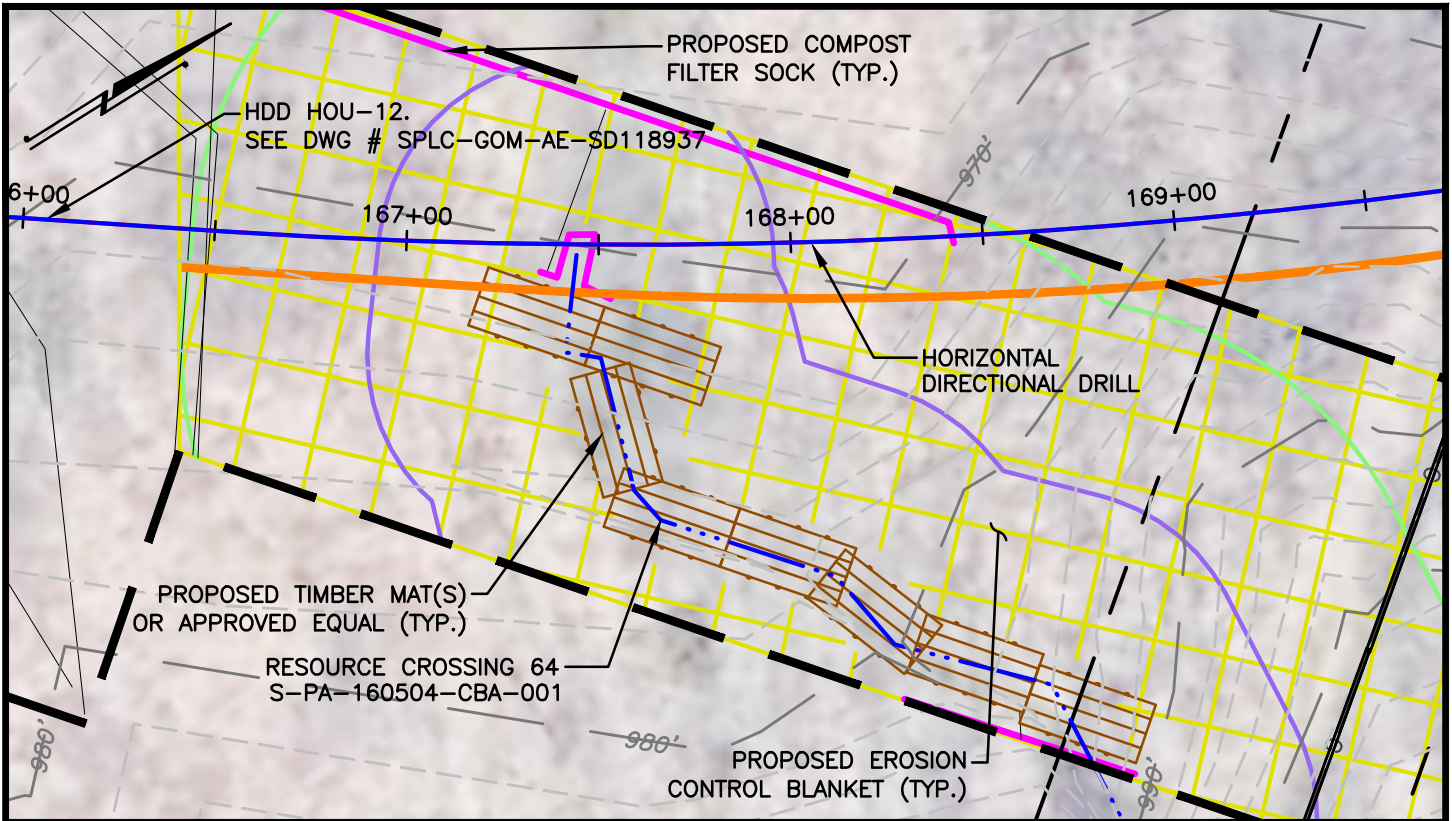 PROPOSED COMPOST
FILTER SOCK (TYP.)
HDD HOU-12.
SEE DWG # SPLC-GOM-AE-SD118937
970'
6+00
167+00
168+00
169+00
HORIZONTAL
DIRECTIONAL DRILL
PROPOSED TIMBER MAT(S)
OR APPROVED EQUAL (TYP.)
RESOURCE CROSSING 64
S-PA-160504-CBA-001
980'
980'
PROPOSED EROSION
CONTROL BLANKET (TYP.)
990'